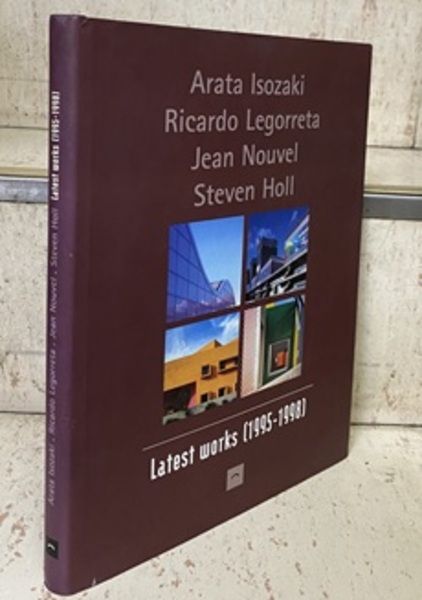 Arata Isozaki
Ricardo Legorreta
Jean Nouvel
Steven Holl
Latest works (1995-1998)
Arata Isozaki . Ricardo Legorreta . Jean Nouvel . Steven Holl Latest works (1995-1998)